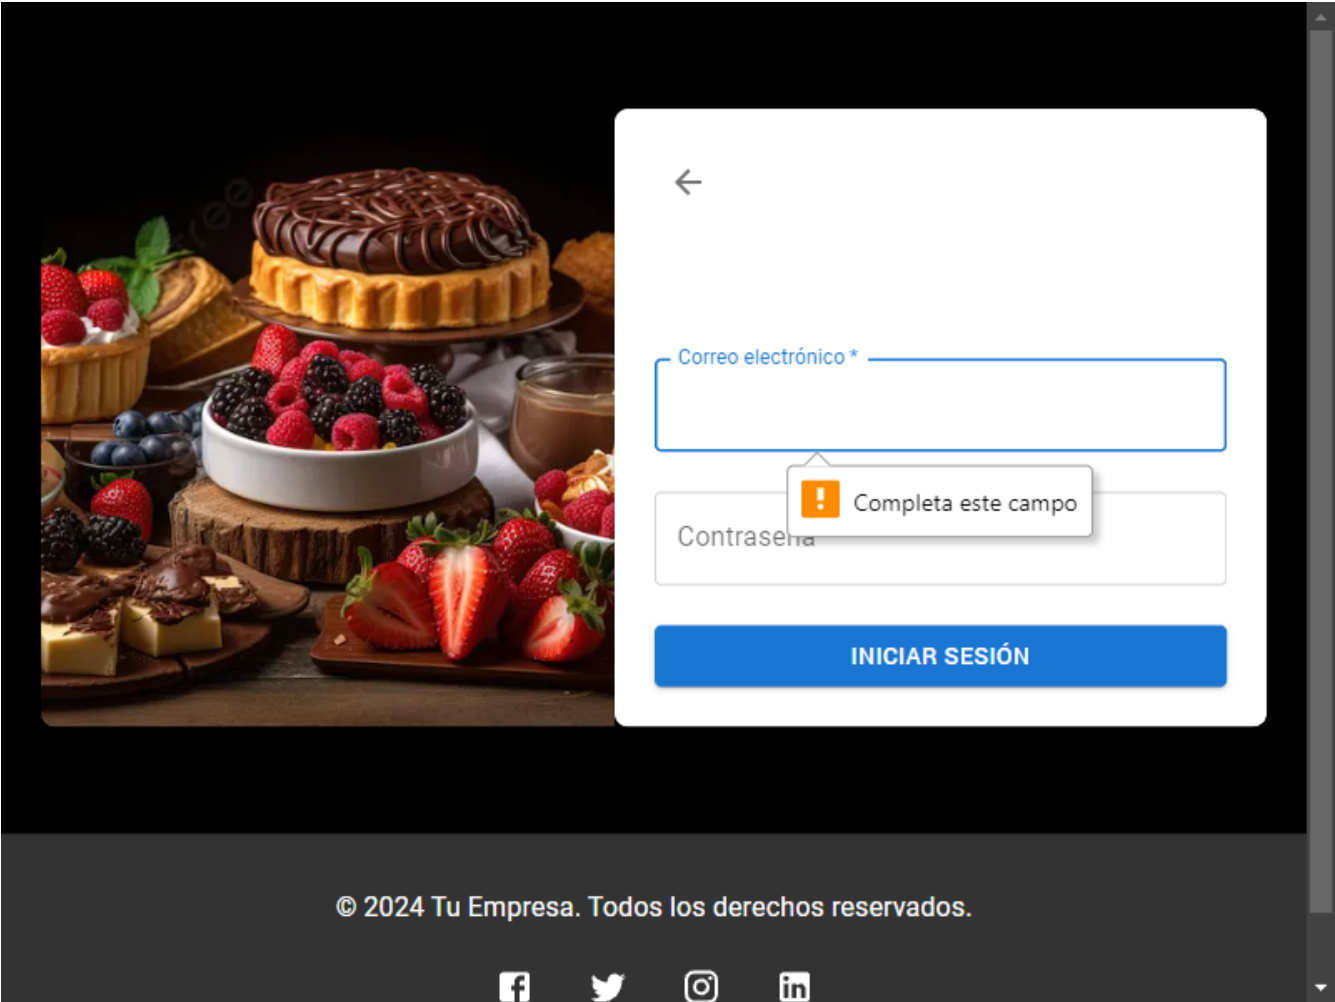 Correo electrónico *
Completa este campo
Contraseña
INICIAR SESIÓN
© 2024 Tu Empresa. Todos los derechos reservados.